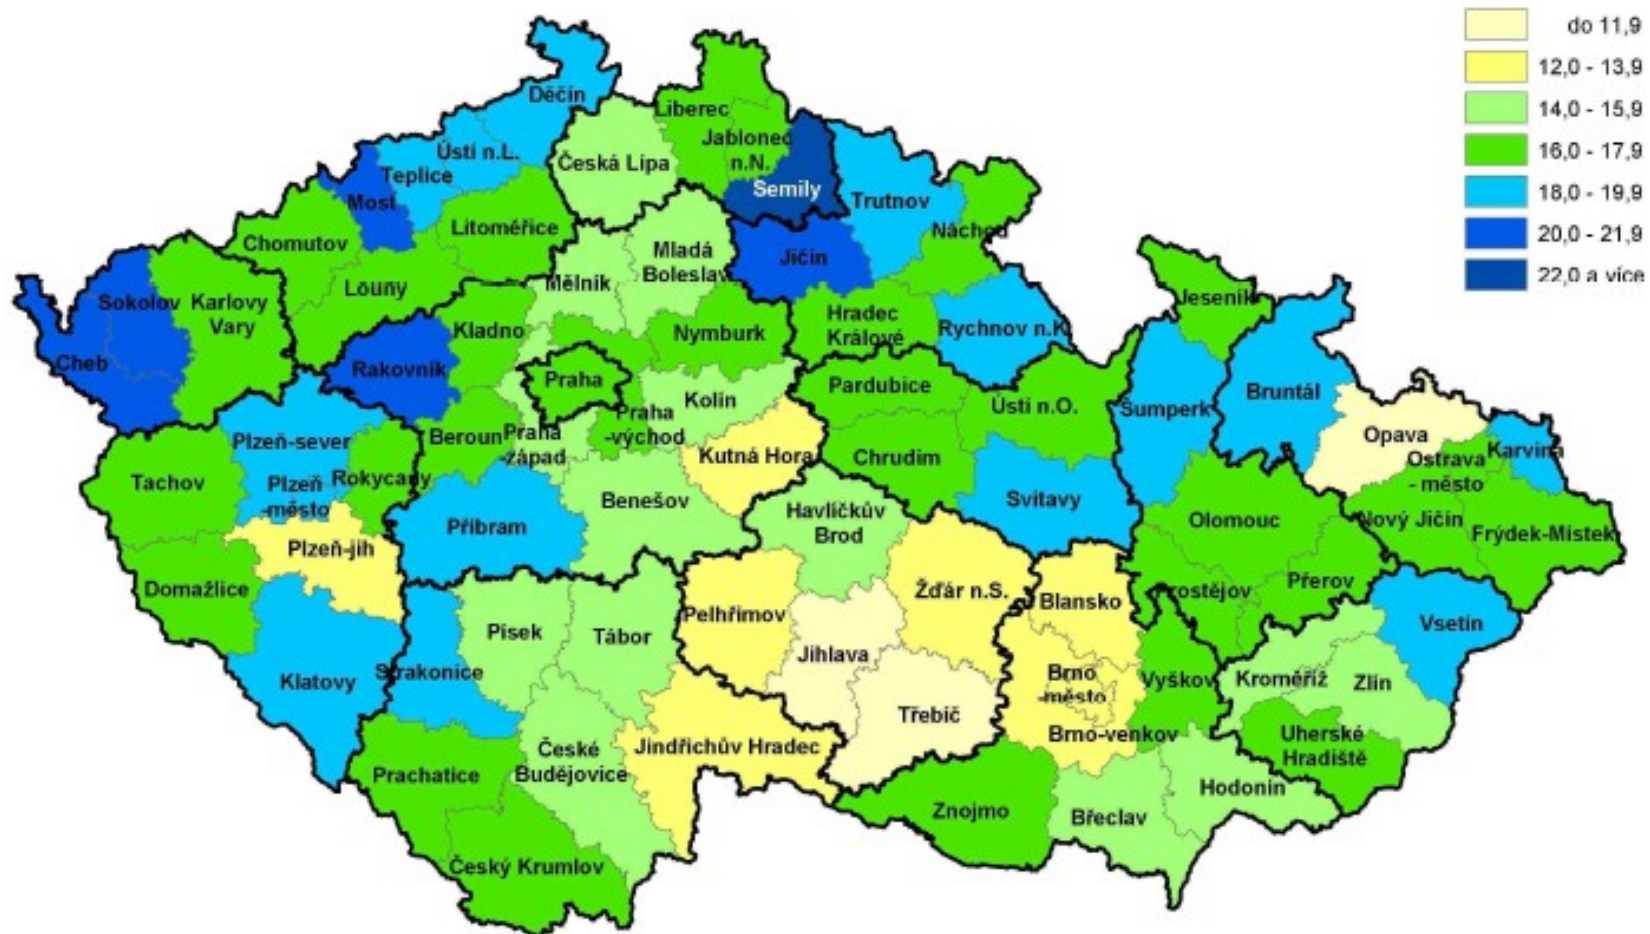 do 11,9
12,0 - 13,9
14,0 - 15,9
16,0 - 17,9
18,0 - 19,9
20,0 - 21,9
22,0 a více
Děčín
Liberec
Jablonec
n.N.
Ústí n.L.
Teplice
Česká Lípa
Semily
Most
Trutnov
Litoměřice
Náchod
Chomutov
Mladá
Boleslav
Jičín
Mělník
Louny
Sokolov
Karlovy
Vary
Jeseník
Kladno
Nymburk
Hradec
Králové
Rychnov n.K
Cheb
Rakovník
Praha
Pardubice
Kolín
Ústí n.O.
Šumperk
Bruntál
Praha
-východ
Beroun
Praha
-západ
Plzeň-sever
Opava
Kutná Hora
Chrudim
Karviná
Ostrava
- město
Tachov
Rokycany
Plzeň
-město
Benešov
Svitavy
Příbram
Havlíčkův
Brod
Olomouc
Nový Jičín
Frýdek-Místek
Plzeň-jih
Domažlice
Prostějov
Přerov
Žďár n.S.
Blansko
Pelhřimov
Písek
Tábor
Vsetín
Jihlava
Strakonice
Klatovy
Brno
-město
Vyškov
Kroměříž
Zlín
Třebíč
Brno-venkov
Uherské
Hradiště
Jindřichův Hradec
České
Budějovice
Prachatice
Hodonín
Znojmo
Břeclav
Český Krumlov